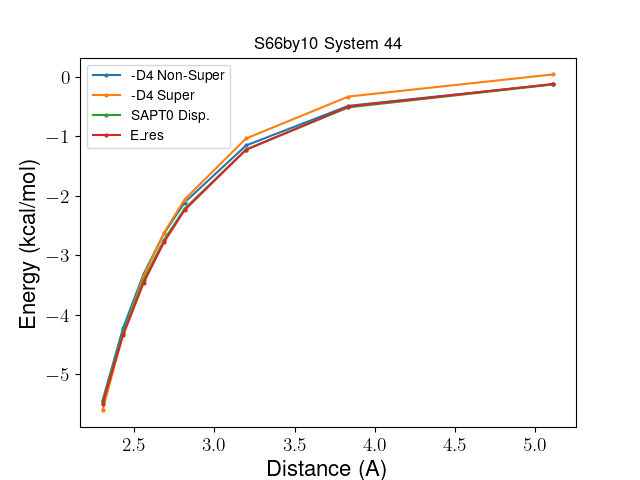 S66by10 System 44
-D4 Non-Super
-D4 Super
SAPT0 Disp.
E_res
Energy (kcal/mol)
0
−1
−2
−3
−4
−5
2.5 3.0 3.5 4.0 4.5 5.0
Distance (A)